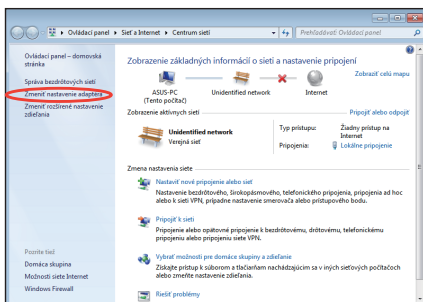 Ovládací panel ▸ Sieť a Internet ▸ Centrum sietí
Prehľadávať Ovládací panel
Ovládací panel – domovská
stránka
Správa bezdrôtových sietí
Zmeniť nastavenie adaptéra
Zmeniť rozšírené nastavenie
zdieľania
Pozrite tiež
Domáca skupina
Možnosti siete Internet
Windows Firewall
Zobrazenie základných informácií o sieti a nastavenie pripojení
Zobraziť celú mapu
ASUS-PC
(Tento počítač)
Unidentified network
Internet
Zobrazenie aktívnych sietí
Pripojiť alebo odpojiť
Unidentified network
Verejná sieť
Typ prístupu: Žiadny prístup na
Internet
Pripojenia: Lokálne pripojenie
Zmena nastavenia siete
Nastaviť nové pripojenie alebo sieť
Nastavenie bezdrôtového, širokopásmového, telefonického pripojenia, pripojenia ad hoc
alebo k sieti VPN, prípadne nastavenie smerovača alebo prístupového bodu.
Pripojiť k sieti
Pripojenie alebo opätovné pripojenie k bezdrôtovému, drôtovému, telefonickému
pripojeniu alebo pripojeniu siete VPN.
Vybrať možnosti pre domáce skupiny a zdieľanie
Získajte prístup k súborom a tlačiarňam nachádzajúcim sa v iných sieťových počítačoch
alebo zmeňte nastavenie zdieľania.
Riešiť problémy